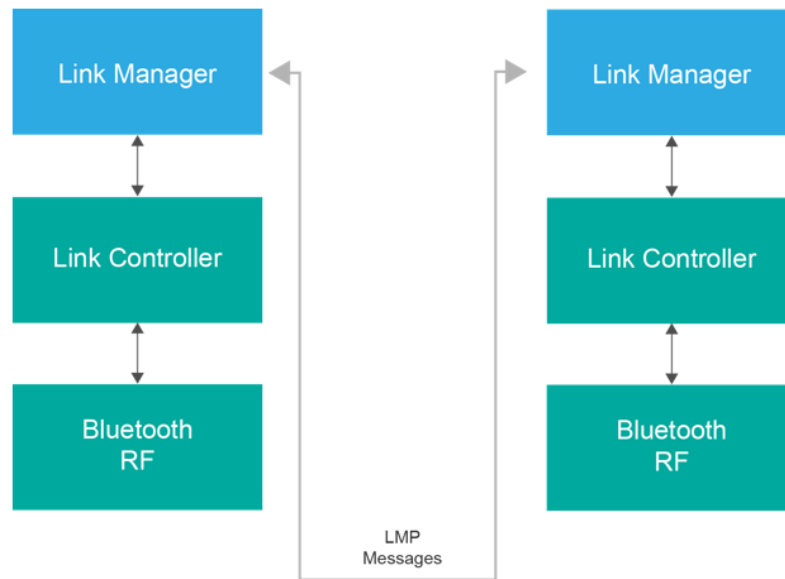 Link Manager
Link Manager
Link Controller
Link Controller
Bluetooth
RF
Bluetooth
RF
LMP
Messages